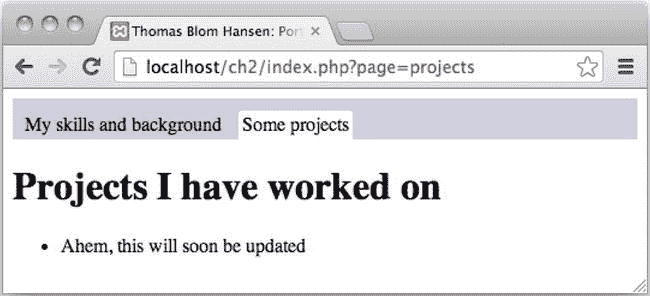 Thomas Blom Hansen: Por
localhost/ch2/index.php?page=projects
My skills and background Some projects
Projects I have worked on
• Ahem, this will soon be updated